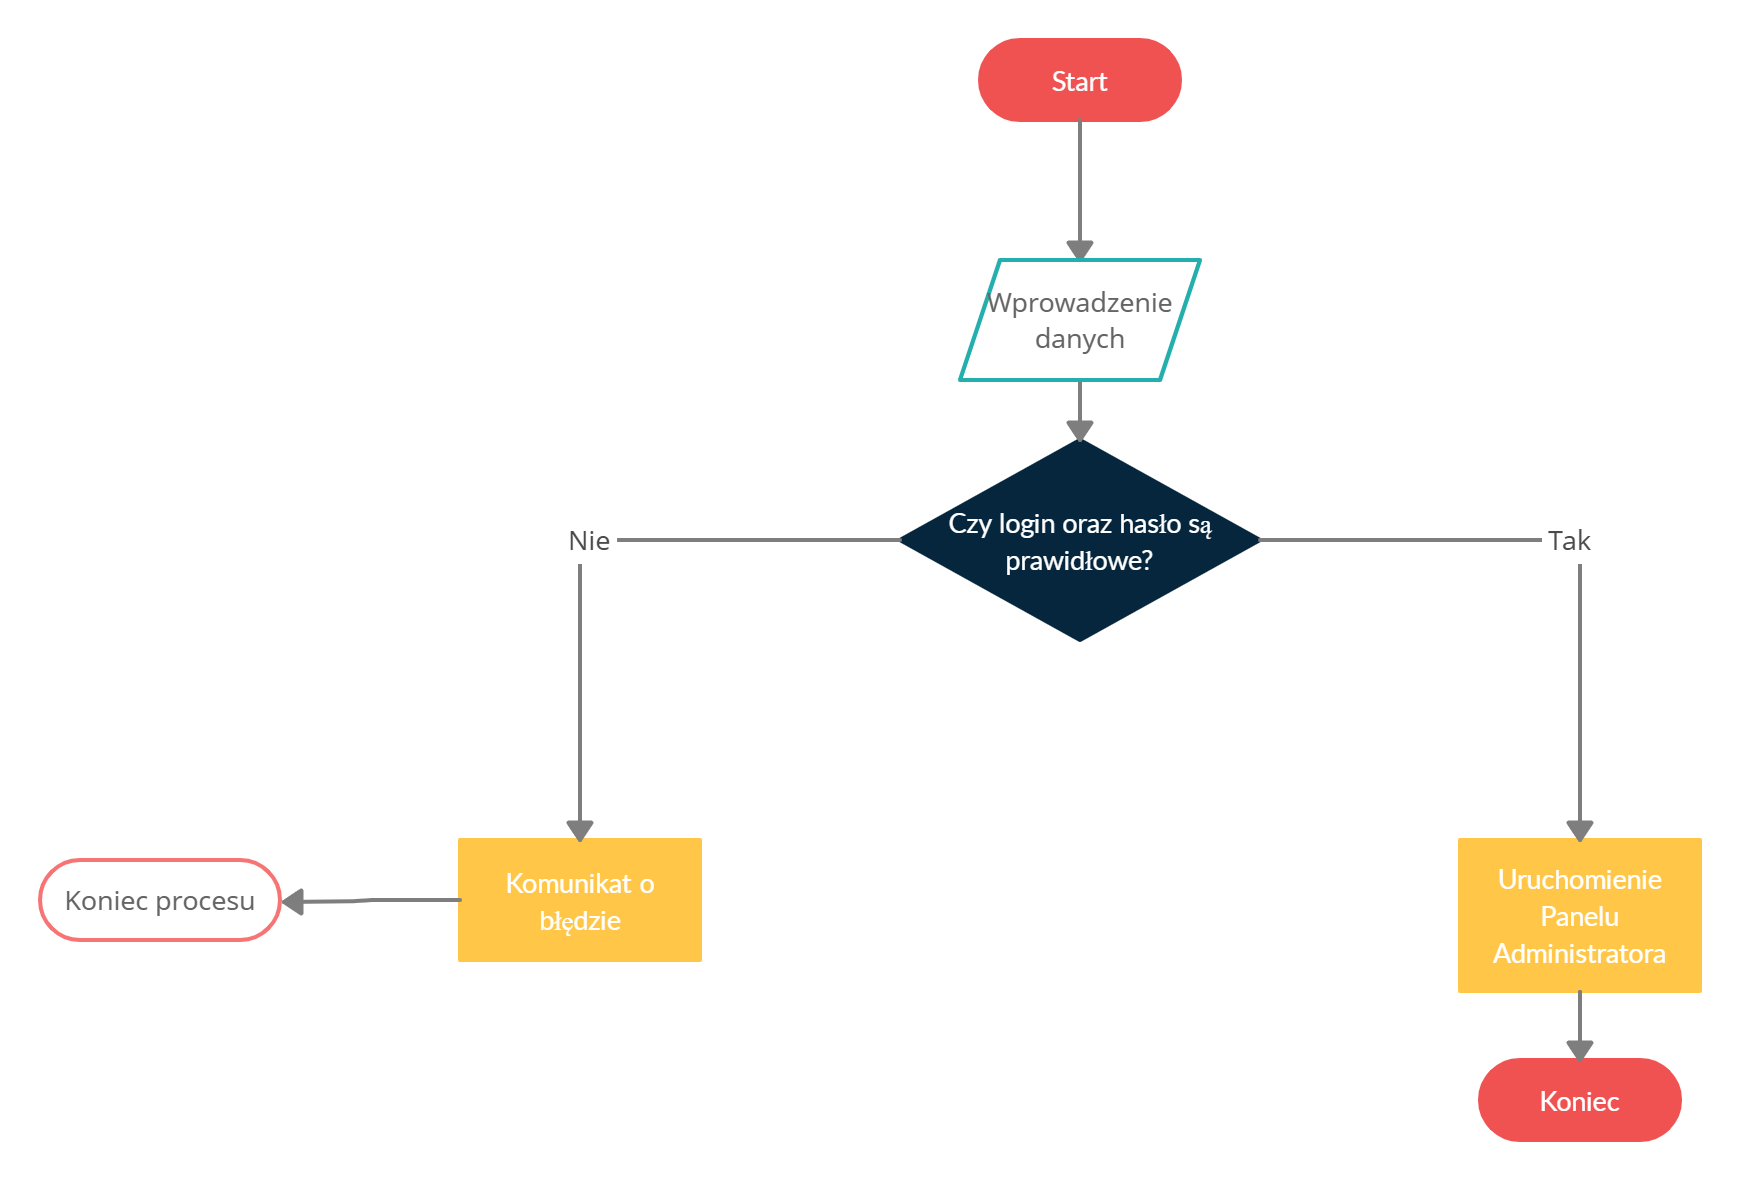 Start
Wprowadzenie
danych
Czy login oraz hasło są
prawidłowe?
Nie
Tak
Komunikat o
błędzie
Koniec procesu
Uruchomienie
Panelu
Administratora
Koniec